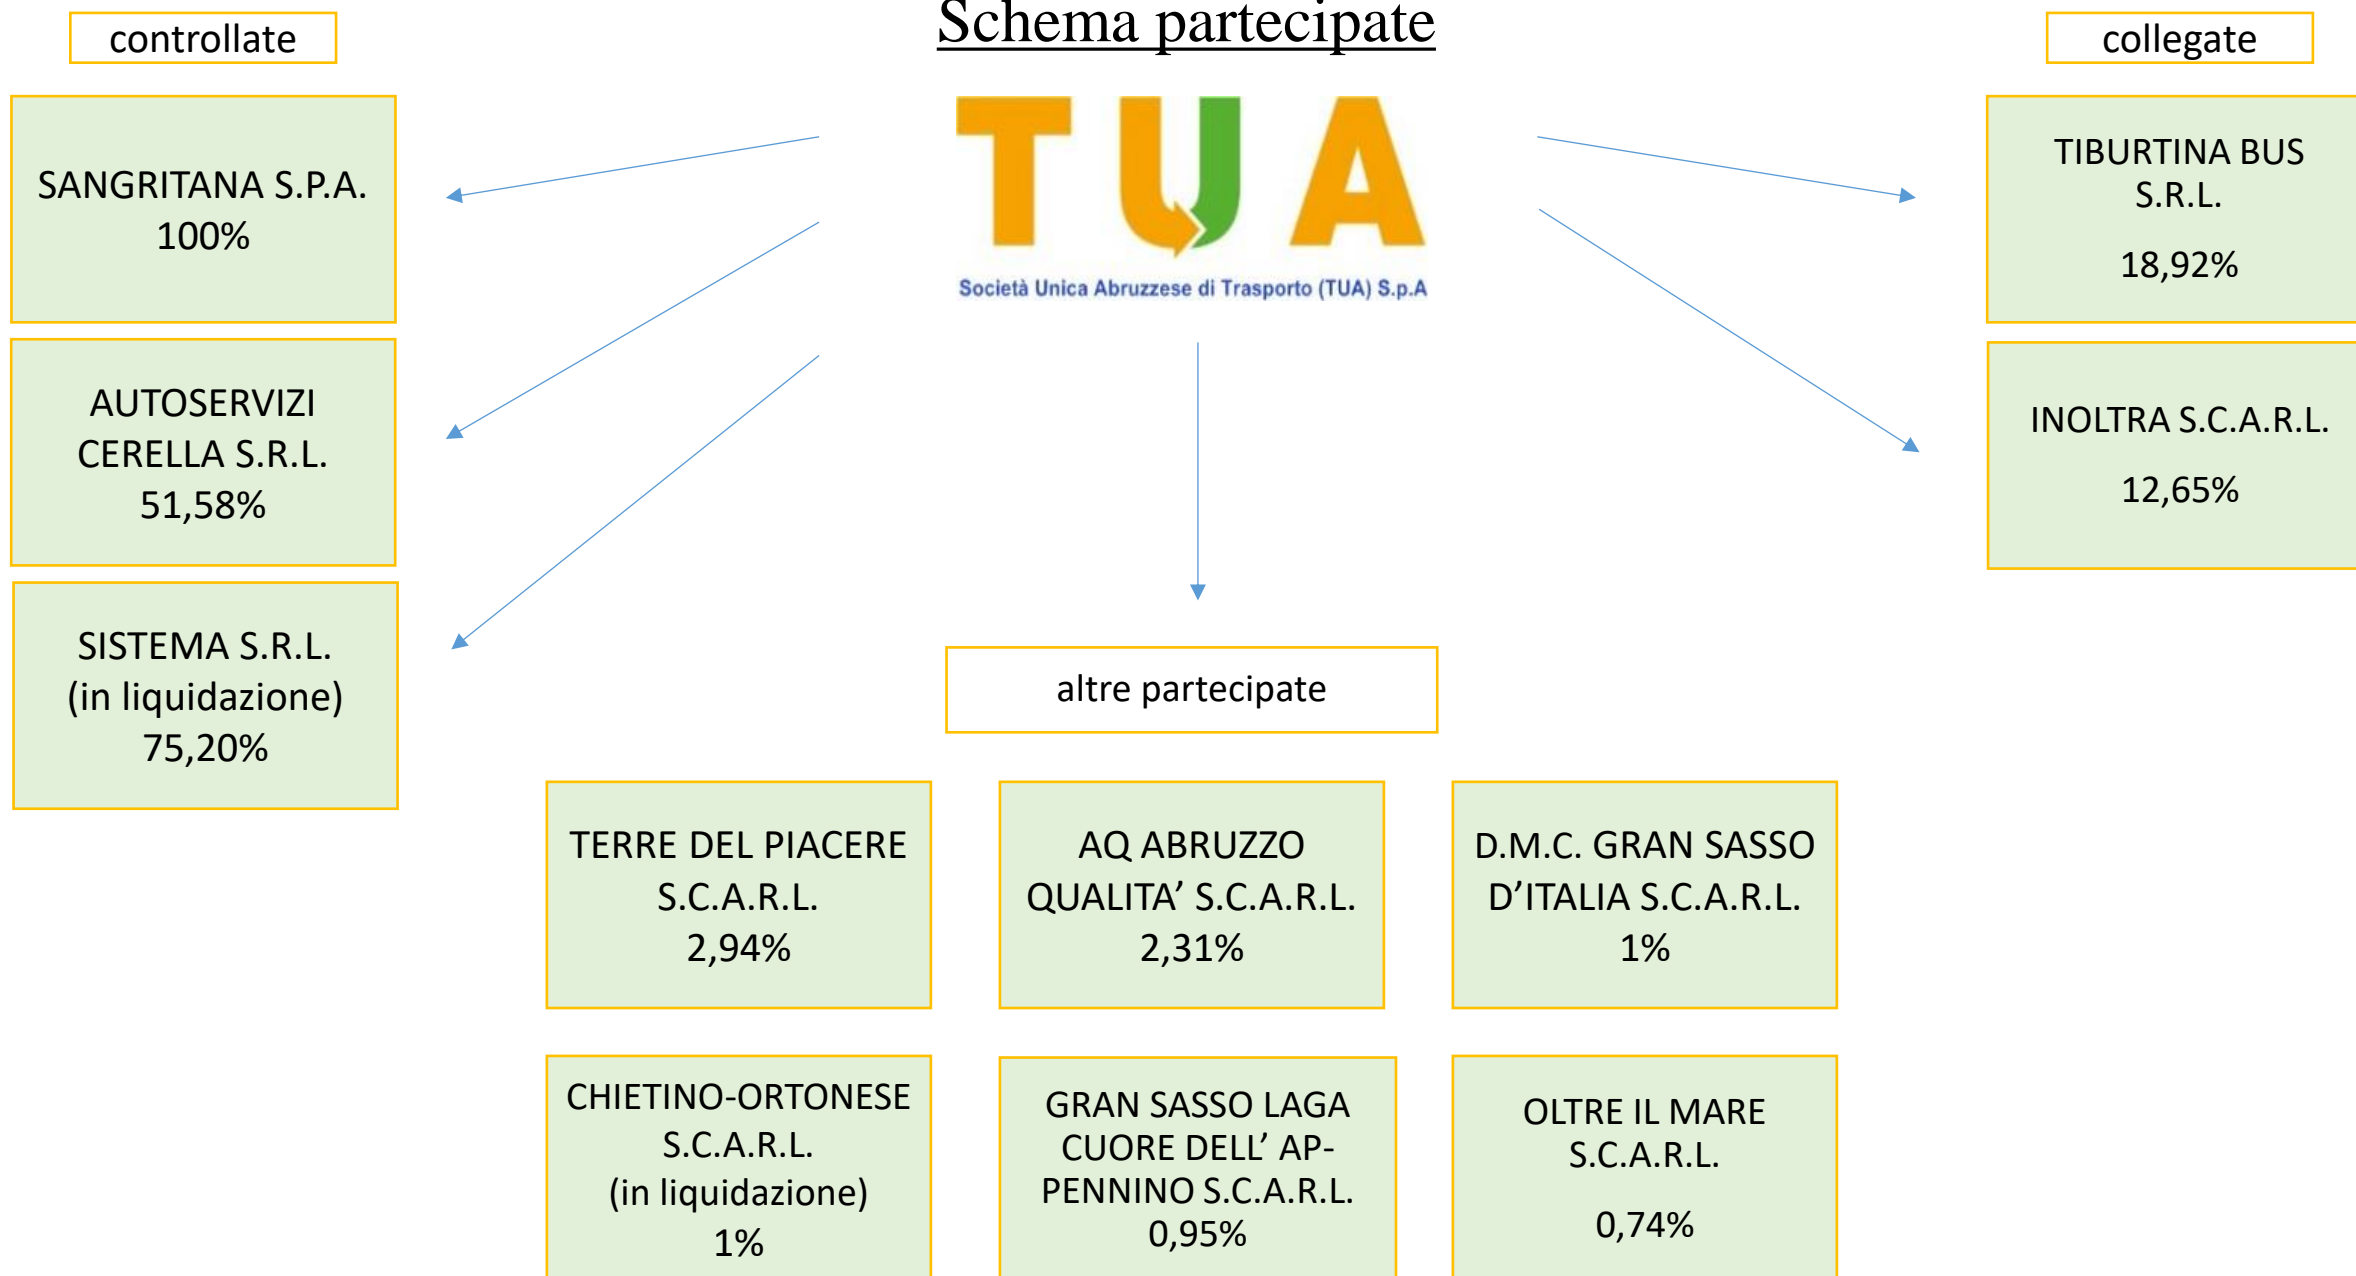 Schema partecipate
controllate
collegate
SANGRITANA S.P.A.
100%
AUTOSERVIZI
CERELLA S.R.L.
51,58%
SISTEMA S.R.L.
(in liquidazione)
75,20%
TUA
Società Unica Abruzzese di Trasporto (TUA) S.p.A
TIBURTINA BUS
S.R.L.
18,92%
INOLTRA S.C.A.R.L.
12,65%
altre partecipate
TERRE DEL PIACERE
S.C.A.R.L.
2,94%
AQ ABRUZZO
QUALITA’ S.C.A.R.L.
2,31%
D.M.C. GRAN SASSO
D’ITALIA S.C.A.R.L.
1%
CHIETINO-ORTONESE
S.C.A.R.L.
(in liquidazione)
1%
GRAN SASSO LAGA
CUORE DELL’ AP-
PENNINO S.C.A.R.L.
0,95%
OLTRE IL MARE
S.C.A.R.L.
0,74%